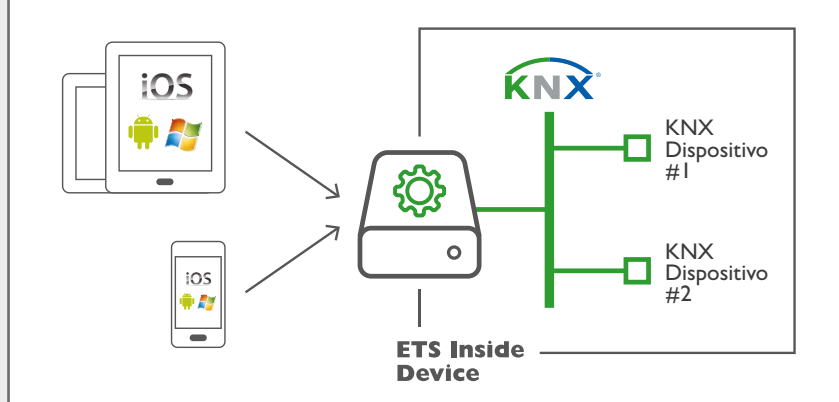 iOS
KNX®
KNX
Dispositivo
#1
iOS
KNX
Dispositivo
#2
ETS Inside
Device